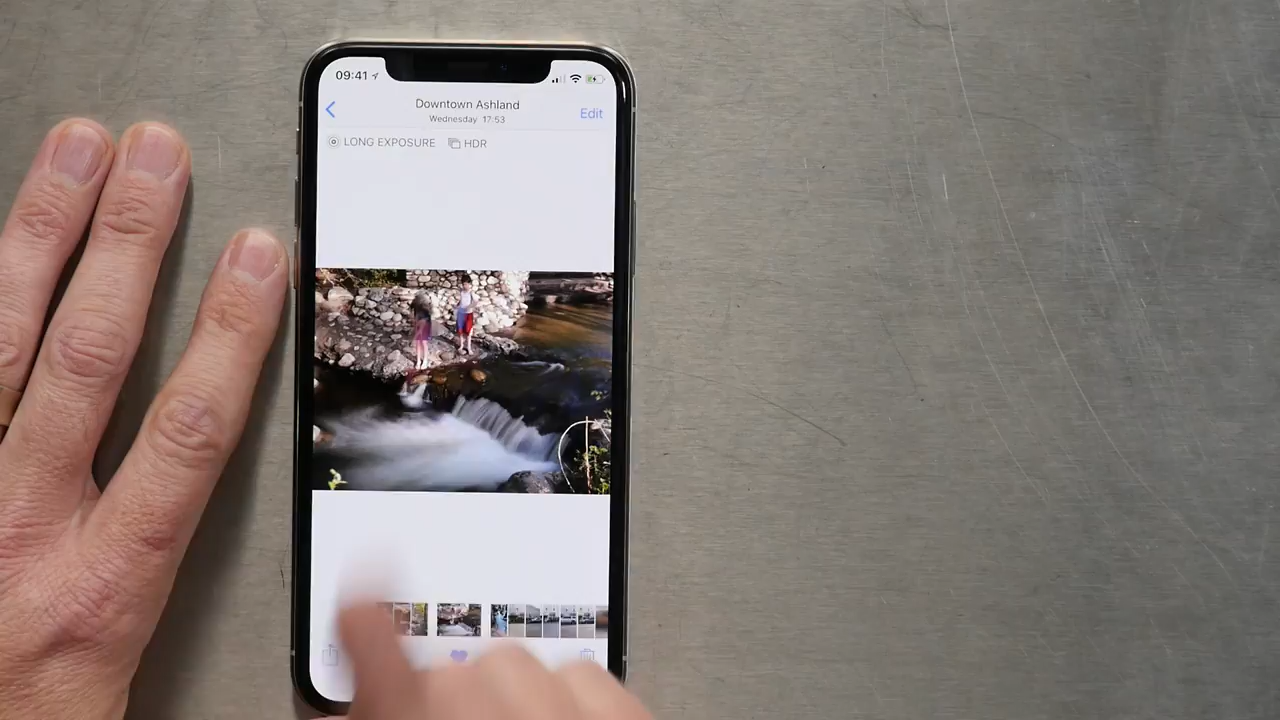 09:41
Downtown Ashland
Wednesday 17:53
Edit
LONG EXPOSURE HDR